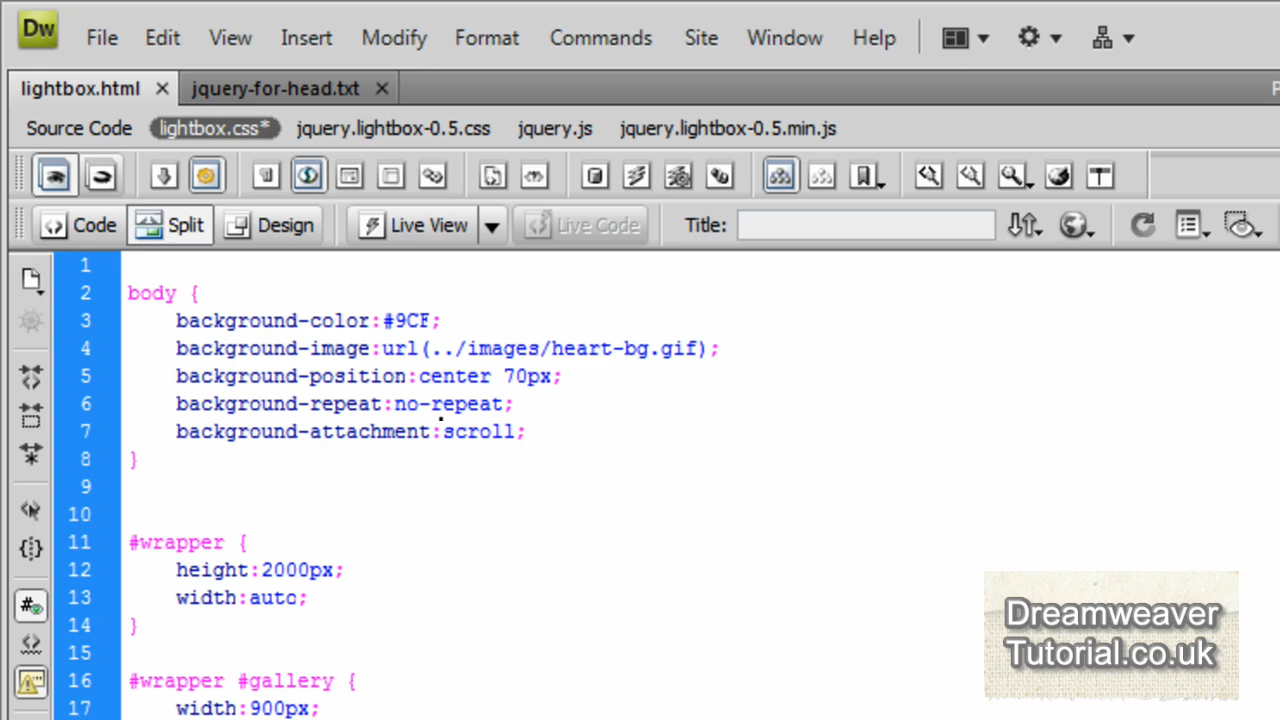 Dw File Edit View Insert Modify Format Commands Site Window Help
lightbox.html jquery-for-head.txt P
Source Code lightbox.css* jquery.lightbox-0.5.css jquery.js jquery.lightbox-0.5.min.js
Code Split Design Live View Live Code Title:
1
2 body {
3 background-color:#9CF;
4 background-image:url(../images/heart-bg.gif);
5 background-position:center 70px;
6 background-repeat:no-repeat;
7 background-attachment:scroll;
8 }
9
10
11 #wrapper {
12 height:2000px;
13 width:auto;
14 }
15
16 #wrapper #gallery {
17 width:900px;
Dreamweaver
Tutorial.co.uk